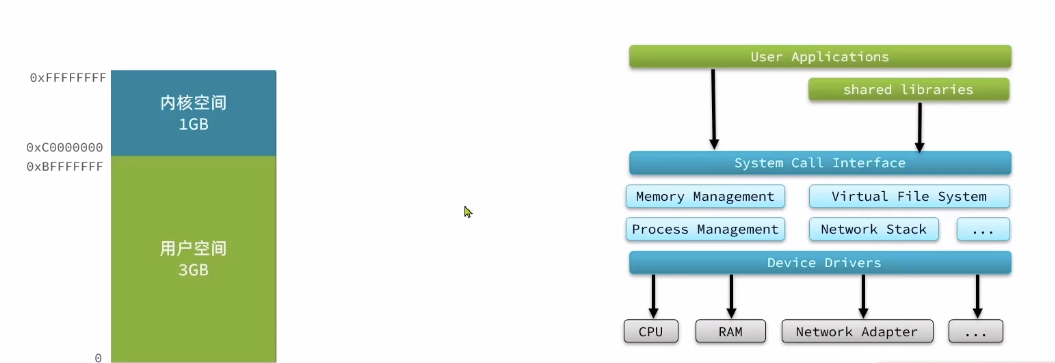 0xFFFFFFFF
内核空间
1GB
0xC0000000
0xBFFFFFFF
用户空间
3GB
0
User Applications
shared libraries
System Call Interface
Memory Management
Virtual File System
Process Management
Network Stack
...
Device Drivers
CPU
RAM
Network Adapter
...